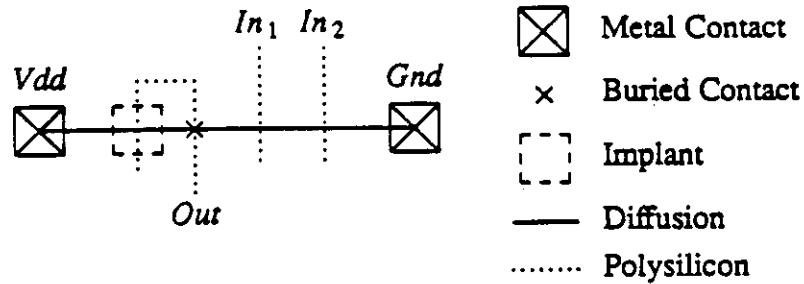 In1 In2
Vdd
Gnd
Out
Metal Contact
Buried Contact
Implant
Diffusion
Polysilicon